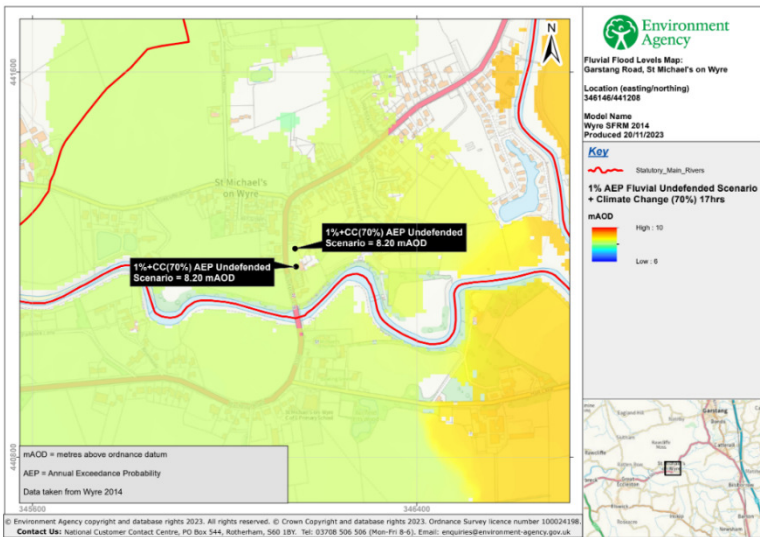 Environment
Agency
Fluvial Flood Levels Map:
Garstang Road, St Michael's on Wyre
Location (easting/northing)
346146/441208
Model Name
Wyre SFRM 2014
Produced 20/11/2023
Key
Statutory_Main_Rivers
1% AEP Fluvial Undefended Scenario
+ Climate Change (70%) 17hrs
mAOD
High : 10
Low : 6
N
441600
St Michael's
on Wyre
1%+CC(70%) AEP Undefended
Scenario = 8.20 mAOD
1%+CC(70%) AEP Undefended
Scenario = 8.20 mAOD
mAOD = metres above ordnance datum
AEP = Annual Exceedance Probability
Data taken from Wyre 2014
440800
345600
346400
Garstang
© Environment Agency copyright and database rights 2023. All rights reserved. © Crown Copyright and database rights 2023. Ordnance Survey licence number 100024198.
Contact Us: National Customer Contact Centre, PO Box 544, Rotherham, S60 1BY. Tel: 03708 506 506 (Mon-Fri 8-6). Email: enquiries@environment-agency.gov.uk